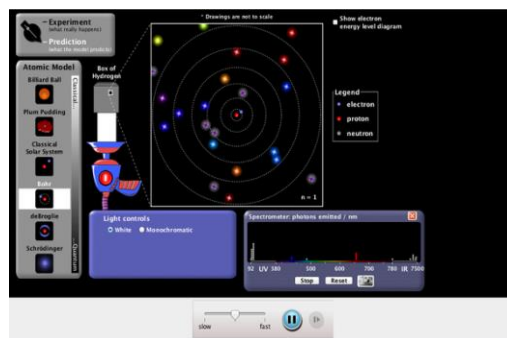 Experiment
(what really happens)
Prediction
(what the model predicts)
* Drawings are not to scale
Show electron
energy level diagram
Atomic Model
Billiard Ball
Plum Pudding
Classical
Solar System
Bohr
deBroglie
Schrödinger
Classical...
...Quantum
Box of
Hydrogen
Legend
electron
proton
neutron
n = 1
Light controls
White
Monochromatic
Spectrometer: photons emitted / nm
92 UV 380 500 600 700 780 IR 7500
Stop
Reset
slow
fast